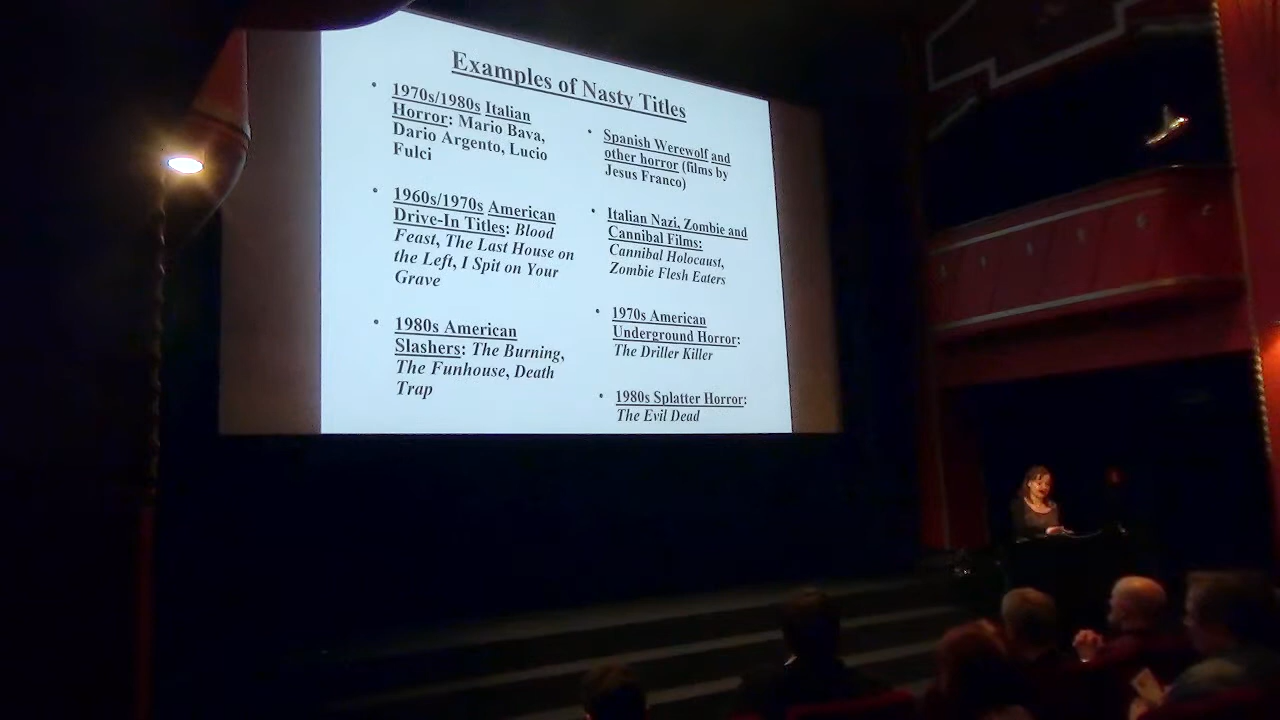 Examples of Nasty Titles
• 1970s/1980s Italian
Horror: Mario Bava,
Dario Argento, Lucio
Fulci
• 1960s/1970s American
Drive-In Titles: Blood
Feast, The Last House on
the Left, I Spit on Your
Grave
• 1980s American
Slashers: The Burning,
The Funhouse, Death
Trap
• Spanish Werewolf and
other horror (films by
Jesus Franco)
• Italian Nazi, Zombie and
Cannibal Films:
Cannibal Holocaust,
Zombie Flesh Eaters
• 1970s American
Underground Horror:
The Driller Killer
• 1980s Splatter Horror:
The Evil Dead